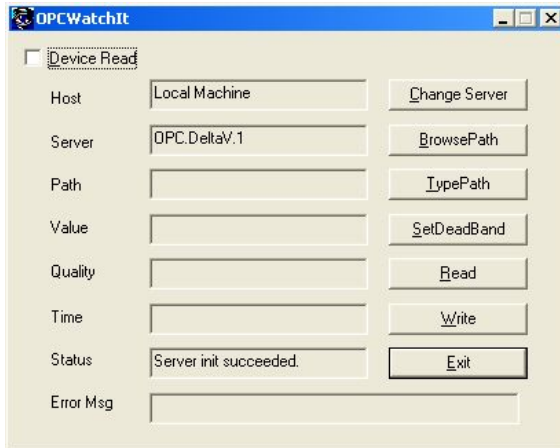 OPCWatchIt
Device Read
Host Local Machine Change Server
Server OPC.DeltaV.1 BrowsePath
Path TypePath
Value SetDeadBand
Quality Read
Time Write
Status Server init succeeded. Exit
Error Msg